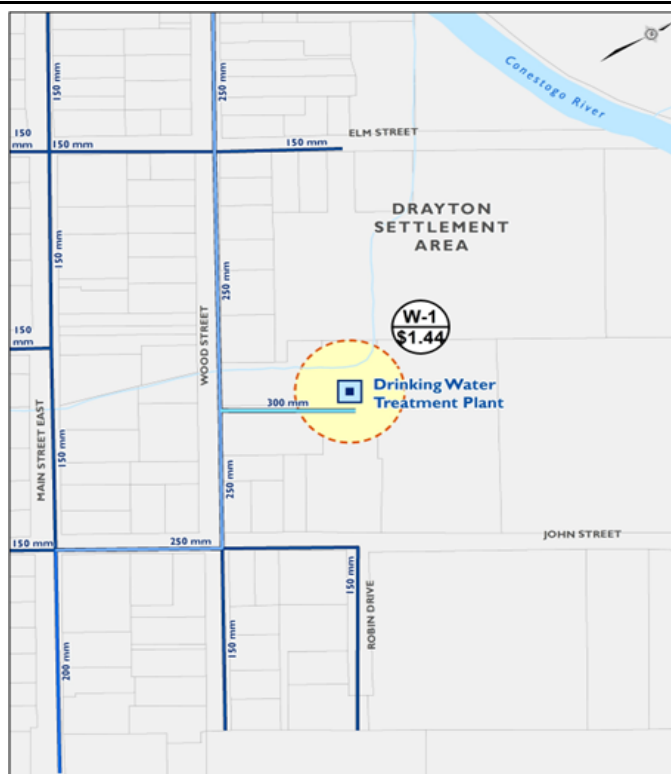 150 mm
250 mm
Conestogo River
150
mm
150 mm
150 mm
ELM STREET
DRAYTON
SETTLEMENT
AREA
150 mm
250 mm
W-1
$1.44
150
mm
WOOD STREET
Drinking Water
Treatment Plant
300 mm
MAIN STREET EAST
150 mm
250 mm
150 mm
250 mm
JOHN STREET
150 mm
ROBIN DRIVE
200 mm
150 mm